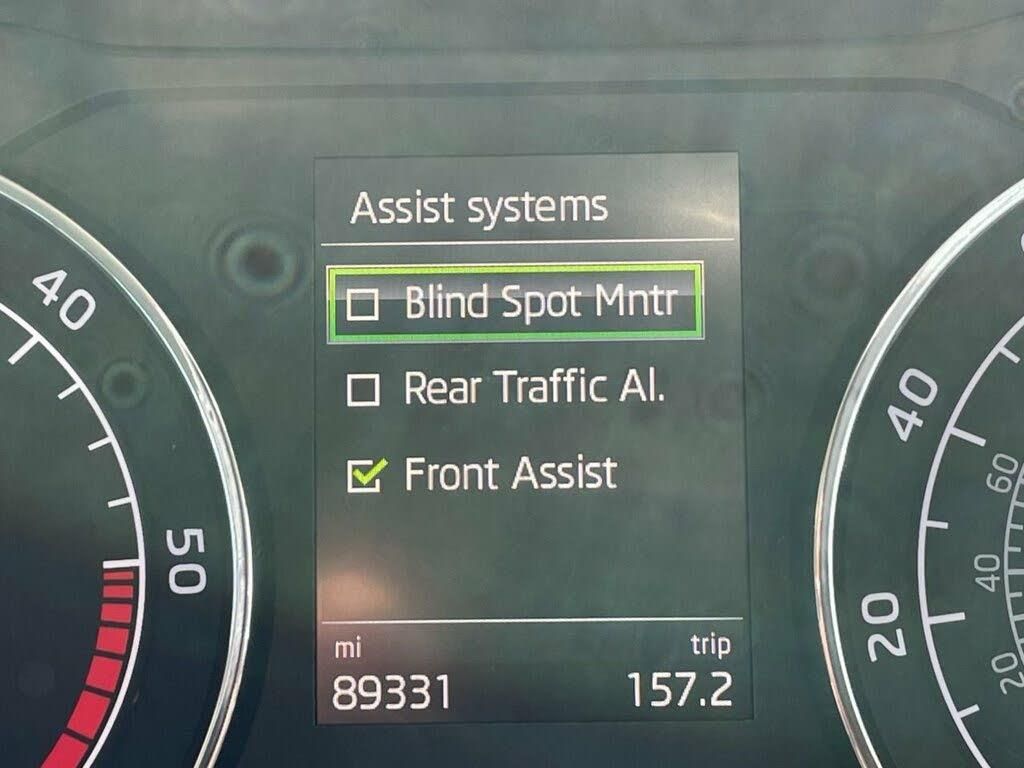 Assist systems
Blind Spot Mntr
Rear Traffic Al.
Front Assist
mi
trip
89331
157.2
40
50
40
20
60
40
20